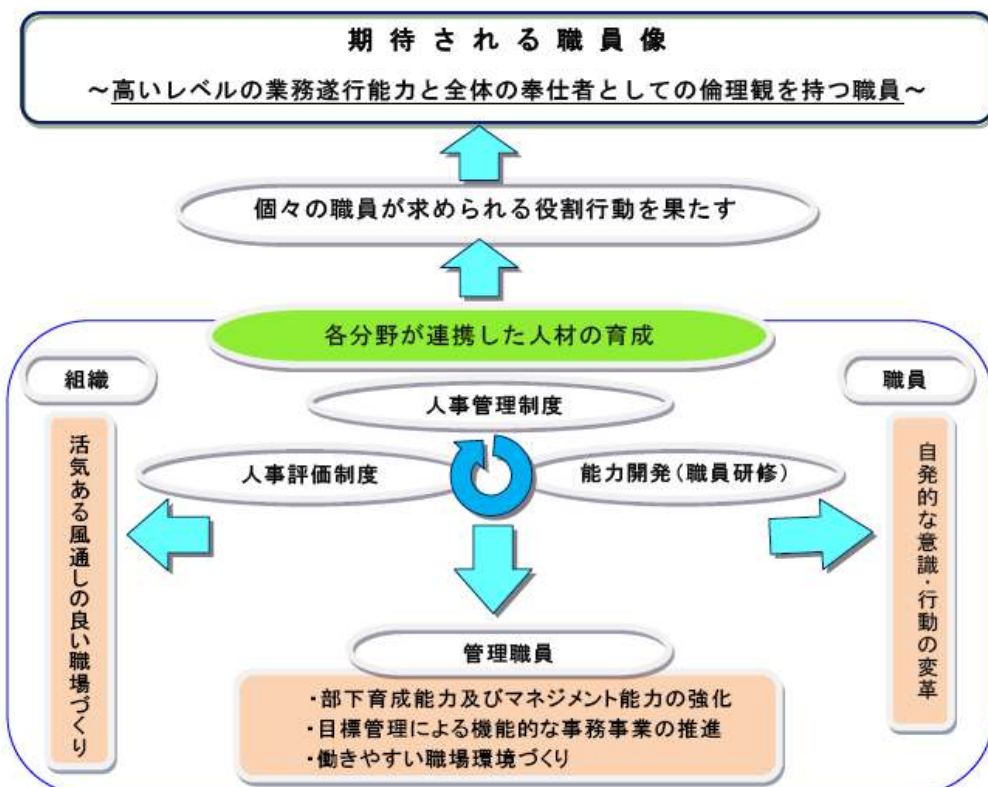 期待される職員像
～高いレベルの業務遂行能力と全体の奉仕者としての倫理観を持つ職員～
個々の職員が求められる役割行動を果たす
各分野が連携した人材の育成
組織
職員
人事管理制度
人事評価制度
能力開発(職員研修)
活気ある風通しの良い職場づくり
自発的な意識・行動の変革
管理職員
・部下育成能力及びマネジメント能力の強化
・目標管理による機能的な事務事業の推進
・働きやすい職場環境づくり